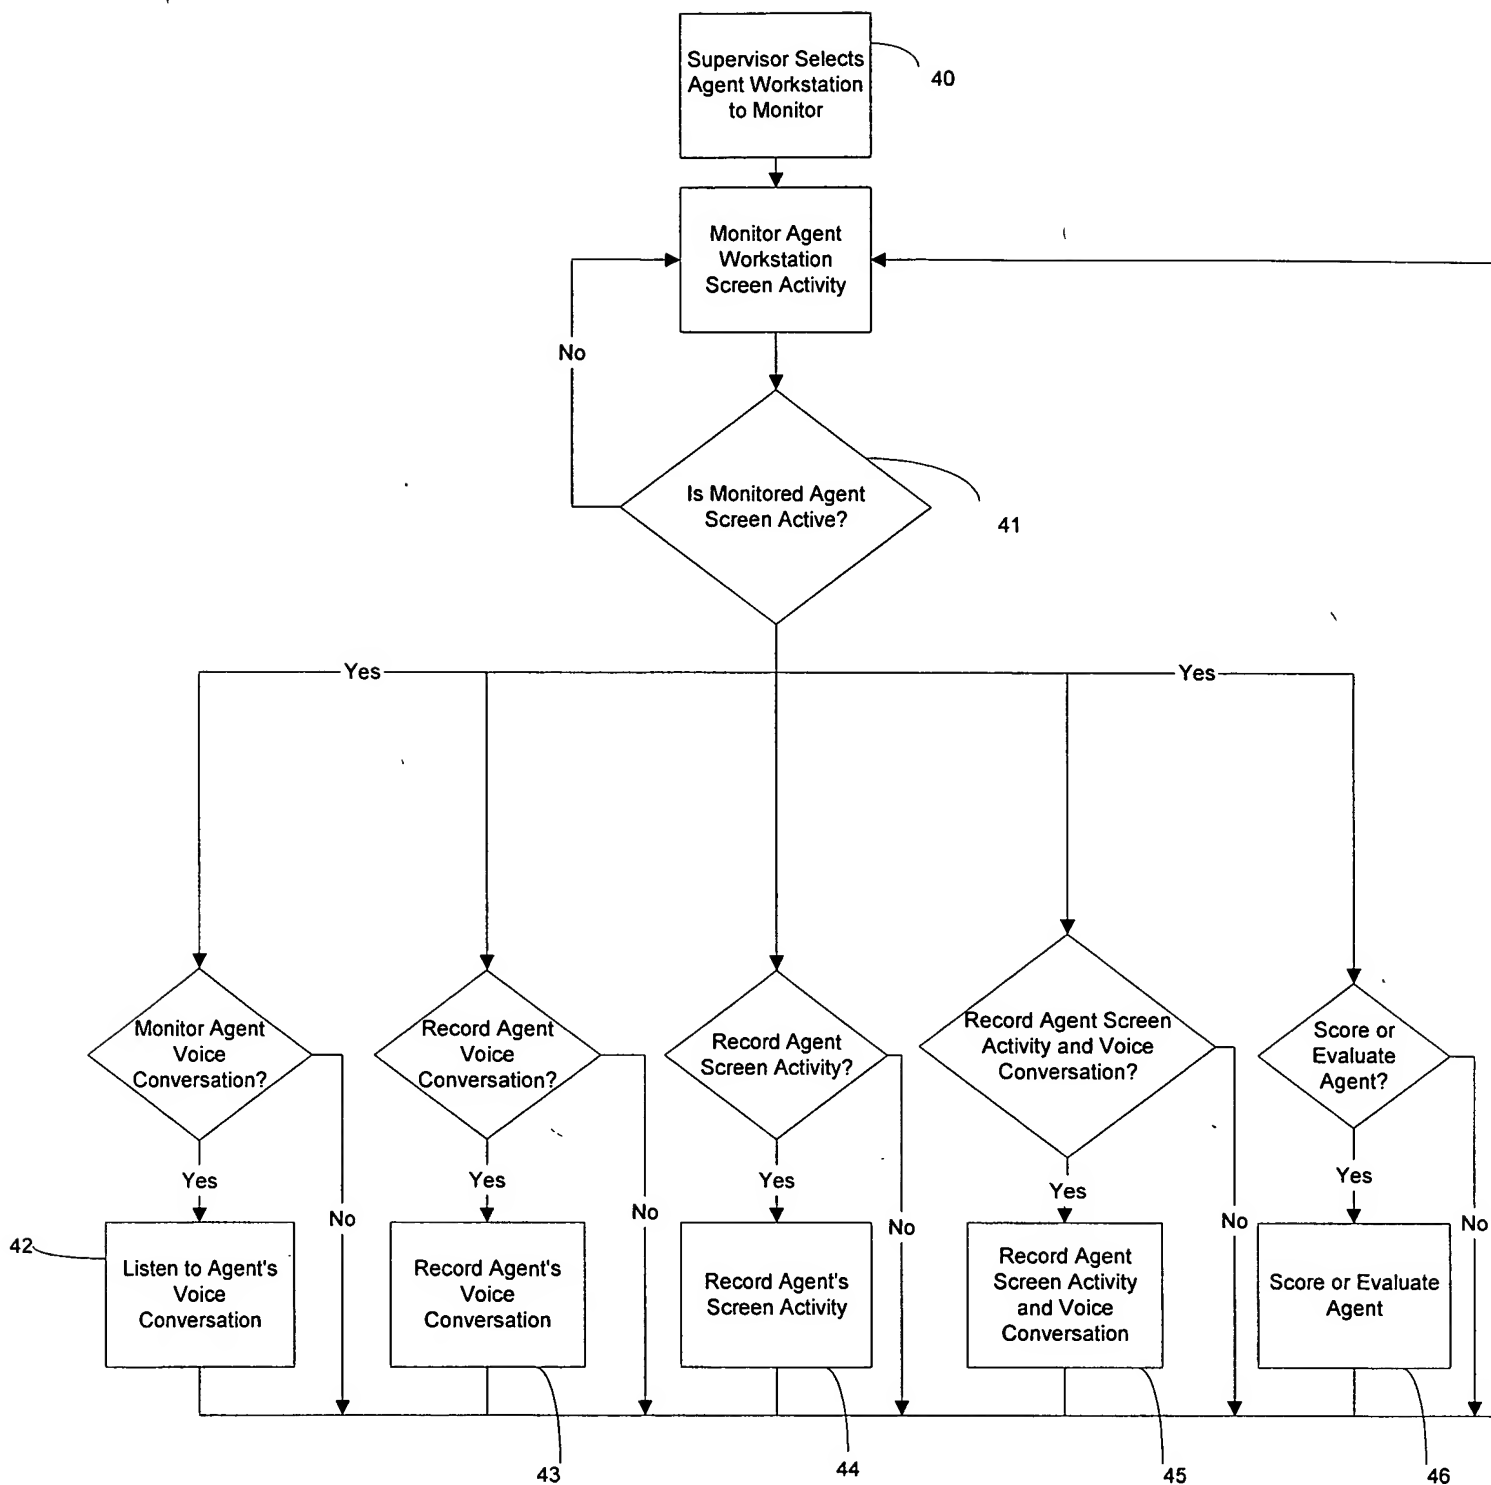 Supervisor Selects
Agent Workstation
to Monitor
40
Monitor Agent
Workstation
Screen Activity
No
Is Monitored Agent
Screen Active?
41
Yes
Yes
Monitor Agent
Voice
Conversation?
Record Agent
Voice
Conversation?
Record Agent
Screen Activity?
Record Agent Screen
Activity and Voice
Conversation?
Score or
Evaluate
Agent?
Yes
No
Yes
No
Yes
No
Yes
No
Yes
No
42
Listen to Agent's
Voice
Conversation
Record Agent's
Voice
Conversation
Record Agent's
Screen Activity
Record Agent
Screen Activity
and Voice
Conversation
Score or Evaluate
Agent
43
44
45
46